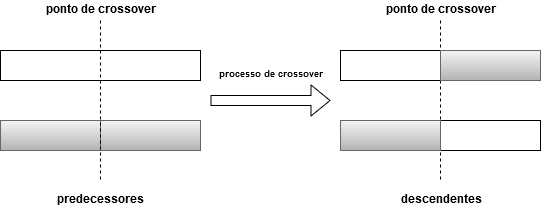 ponto de crossover
ponto de crossover
processo de crossover
predecessores
descendentes